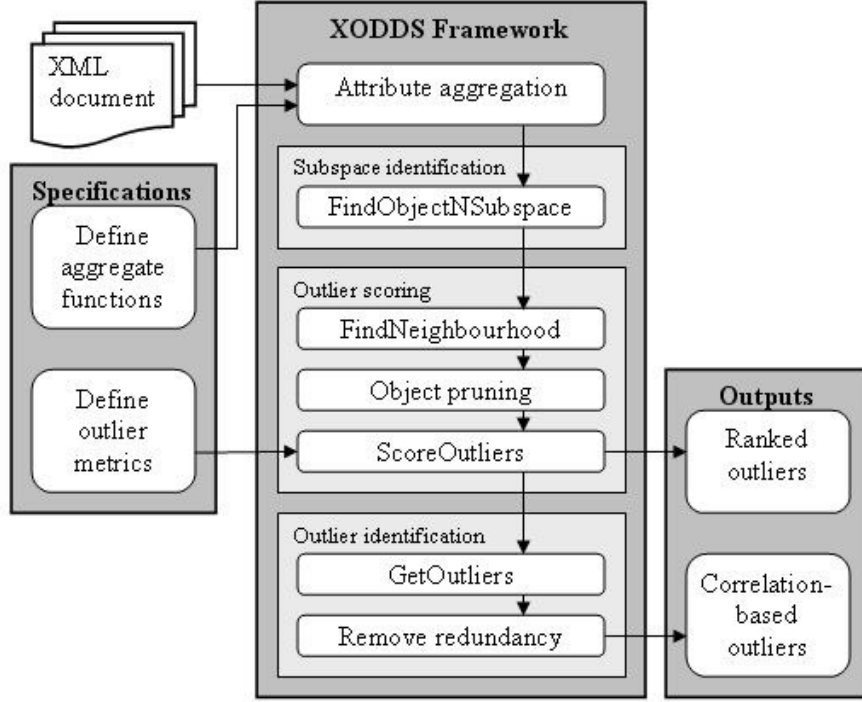 XML
document
Specifications
Define
aggregate
functions
Define
outlier
metrics
XODDS Framework
Attribute aggregation
Subspace identification
FindObjectNSubspace
Outlier scoring
FindNeighbourhood
Object pruning
ScoreOutliers
Outlier identification
GetOutliers
Remove redundancy
Outputs
Ranked
outliers
Correlation-
based
outliers